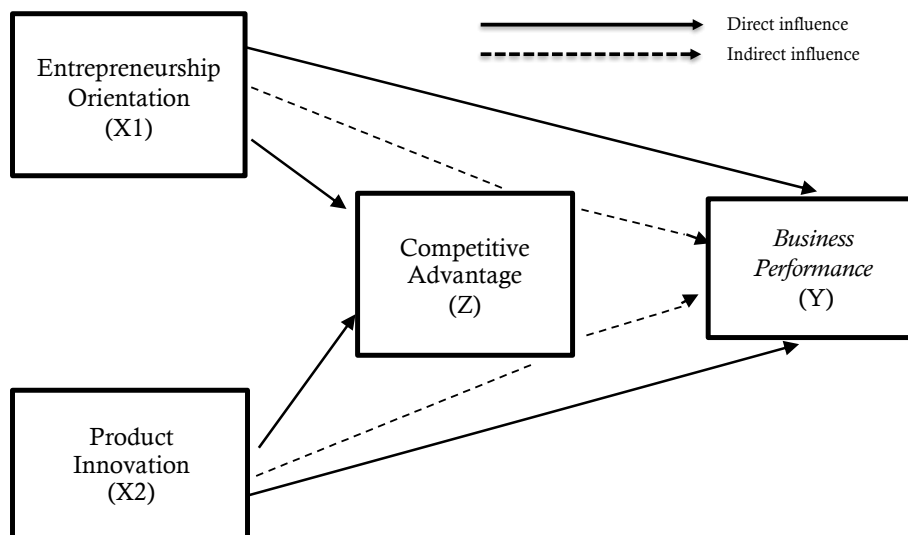 Direct influence
Indirect influence
Entrepreneurship
Orientation
(X1)
Competitive
Advantage
(Z)
Business
Performance
(Y)
Product
Innovation
(X2)